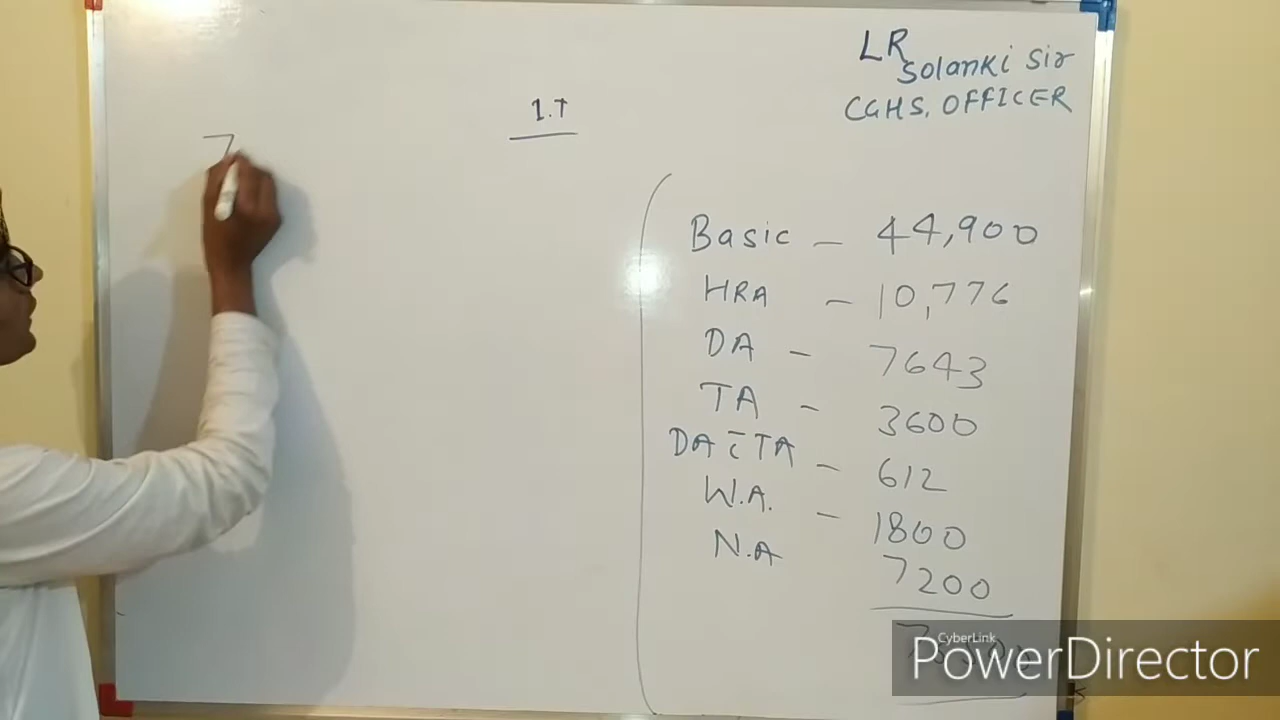 LR
Solanki Sir
CGHS. OFFICER
I.T
7
Basic - 44,900
HRA - 10,776
DA - 7643
TA - 3600
DA c̄ TA - 612
W.A. - 1800
N.A 7200
CyberLink
PowerDirector